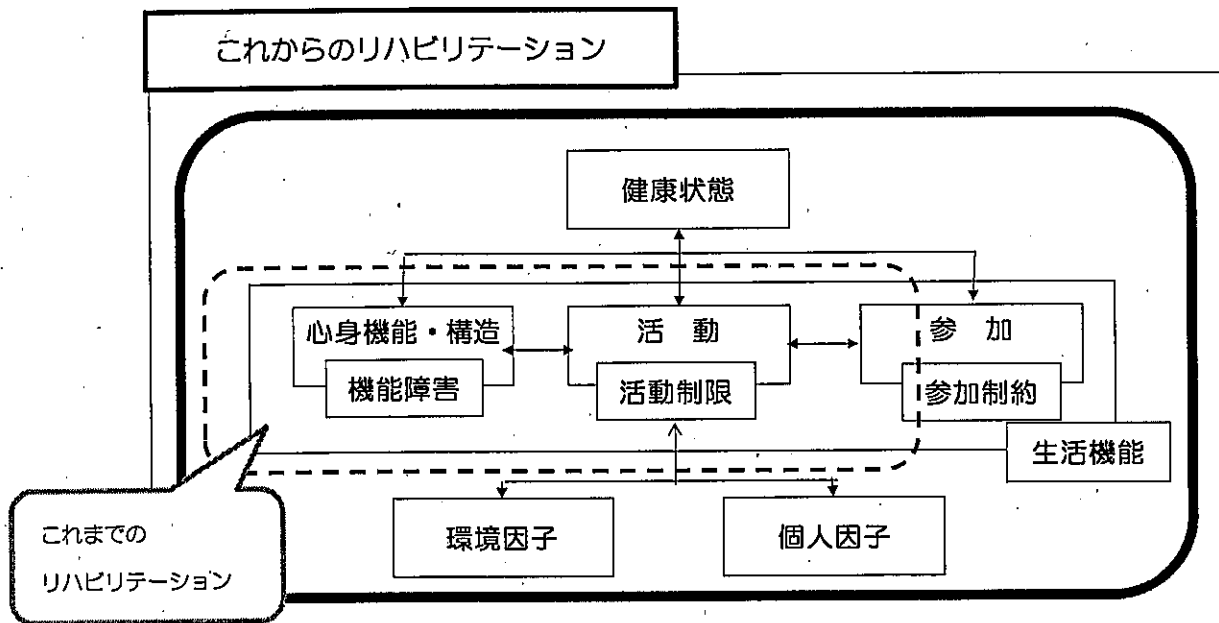 これからのリハビリテーション
健康状態
心身機能・構造
活 動
参 加
機能障害
活動制限
参加制約
生活機能
これまでの
リハビリテーション
環境因子
個人因子